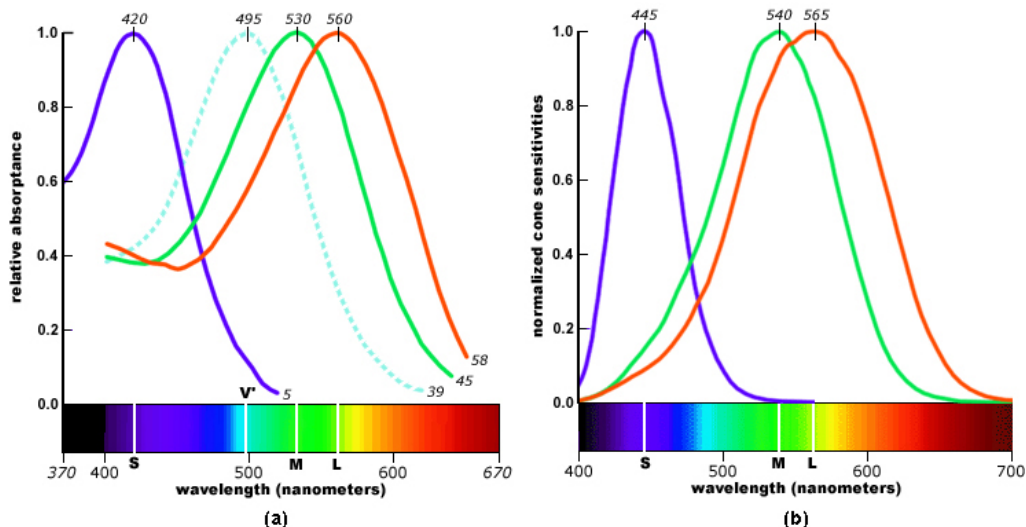 420 495 530 560
1.0
0.8
0.6
0.4
0.2
0.0
relative absorptance
58
45
39
5
V'
S M L
370 400 500 600 670
wavelength (nanometers)
(a)
445 540 565
1.0
0.8
0.6
0.4
0.2
0.0
normalized cone sensitivities
S M L
400 500 600 700
wavelength (nanometers)
(b)